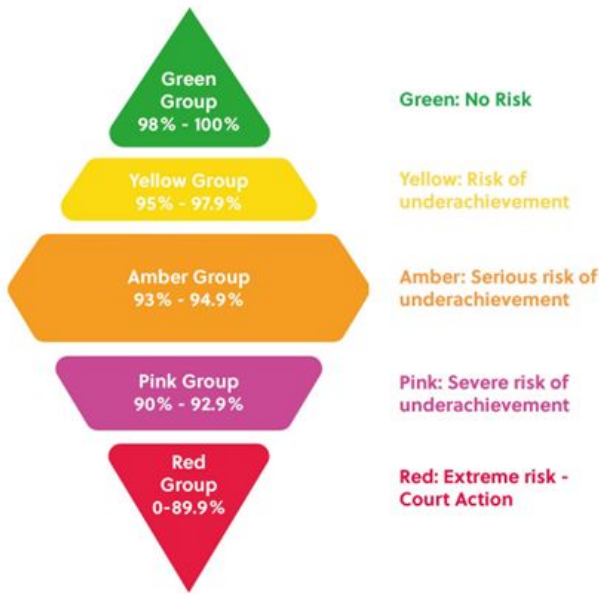 Green
Group
98% - 100%
Green: No Risk
Yellow Group
95% - 97.9%
Yellow: Risk of
underachievement
Amber Group
93% - 94.9%
Amber: Serious risk of
underachievement
Pink Group
90% - 92.9%
Pink: Severe risk of
underachievement
Red
Group
0-89.9%
Red: Extreme risk -
Court Action